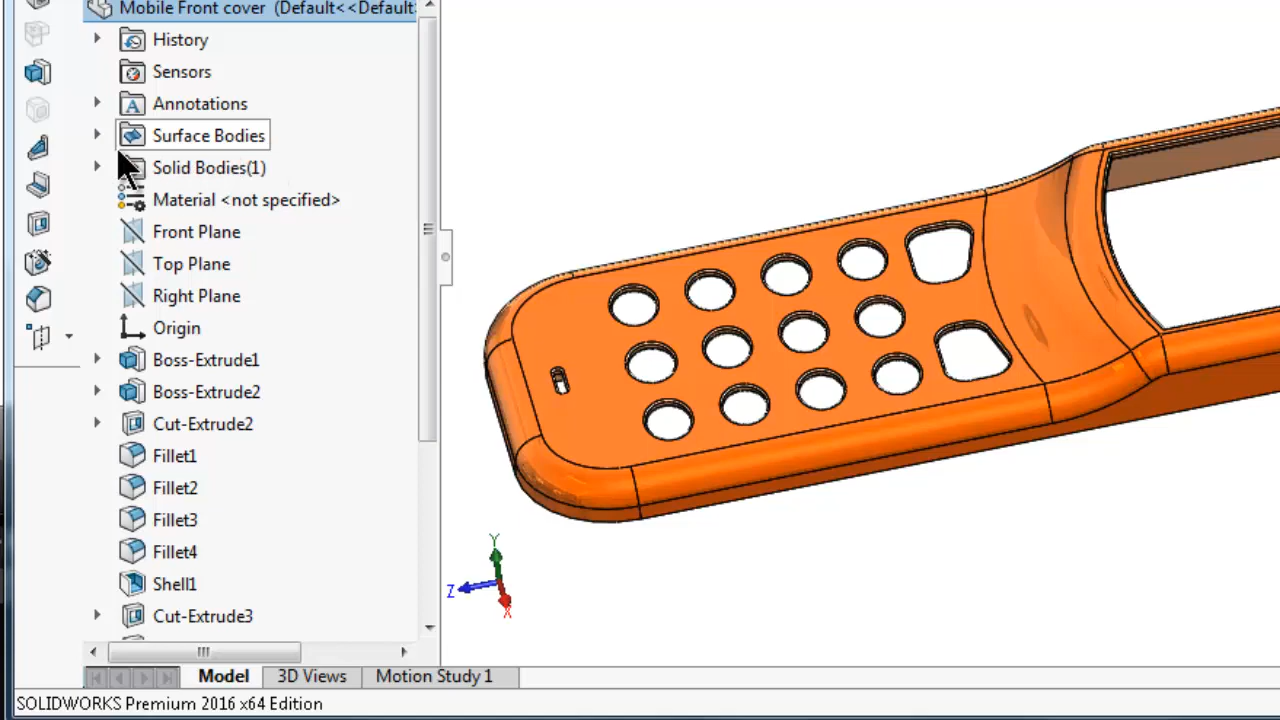 Mobile Front cover (Default<<Default
History
Sensors
A Annotations
Surface Bodies
Solid Bodies(1)
Material <not specified>
Front Plane
Top Plane
Right Plane
Origin
Boss-Extrude1
Boss-Extrude2
Cut-Extrude2
Fillet1
Fillet2
Fillet3
Fillet4
Shell1
Cut-Extrude3
Y
Z
X
Model 3D Views Motion Study 1
SOLIDWORKS Premium 2016 x64 Edition